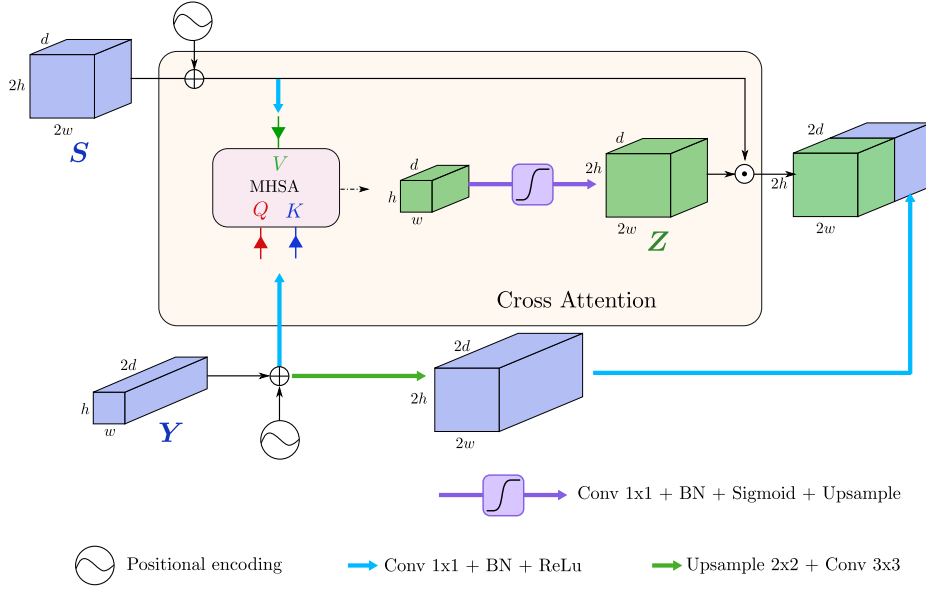 d
2h
2w
S
V
MHSA
Q K
d
h
w
d
2h
2w
Z
2d
2h
2w
Cross Attention
2d
h
w
Y
2d
2h
2w
Conv 1x1 + BN + Sigmoid + Upsample
Positional encoding
Conv 1x1 + BN + ReLu
Upsample 2x2 + Conv 3x3